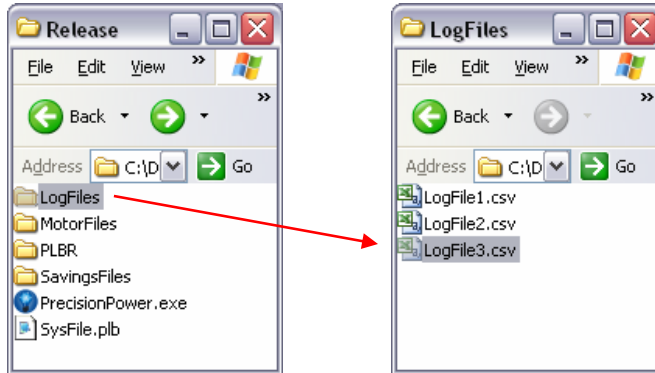 Release
File Edit View »
Back »
Address C:\D Go
LogFiles
MotorFiles
PLBR
SavingsFiles
PrecisionPower.exe
SysFile.plb
LogFiles
File Edit View »
Back »
Address C:\D Go
LogFile1.csv
LogFile2.csv
LogFile3.csv